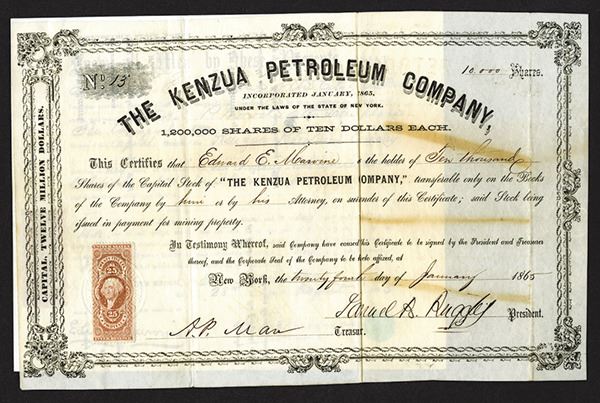 No. 13
10.000 Shares.
THE KENZUA PETROLEUM COMPANY,
INCORPORATED JANUARY, 1865,
UNDER THE LAWS OF THE STATE OF NEW YORK.
1,200,000 SHARES OF TEN DOLLARS EACH.
CAPITAL, TWELVE MILLION DOLLARS.
This Certifies that Edward E. Marvine is the holder of Ten thousand
Shares of the Capital Stock of "THE KENZUA PETROLEUM COMPANY," transferable only on the Books
of the Company by him or by his Attorney, on surrender of this Certificate; said Stock being
issued in payment for mining property.
In Testimony Whereof, said Company have caused this Certificate to be signed by the President and Treasurer
thereof, and the Corporate Seal of the Company to be hereto affixed, at
New York, the twenty fourth day of January 1865
25 25
Samuel B. Ruggles President.
A.P. Man Treasur.